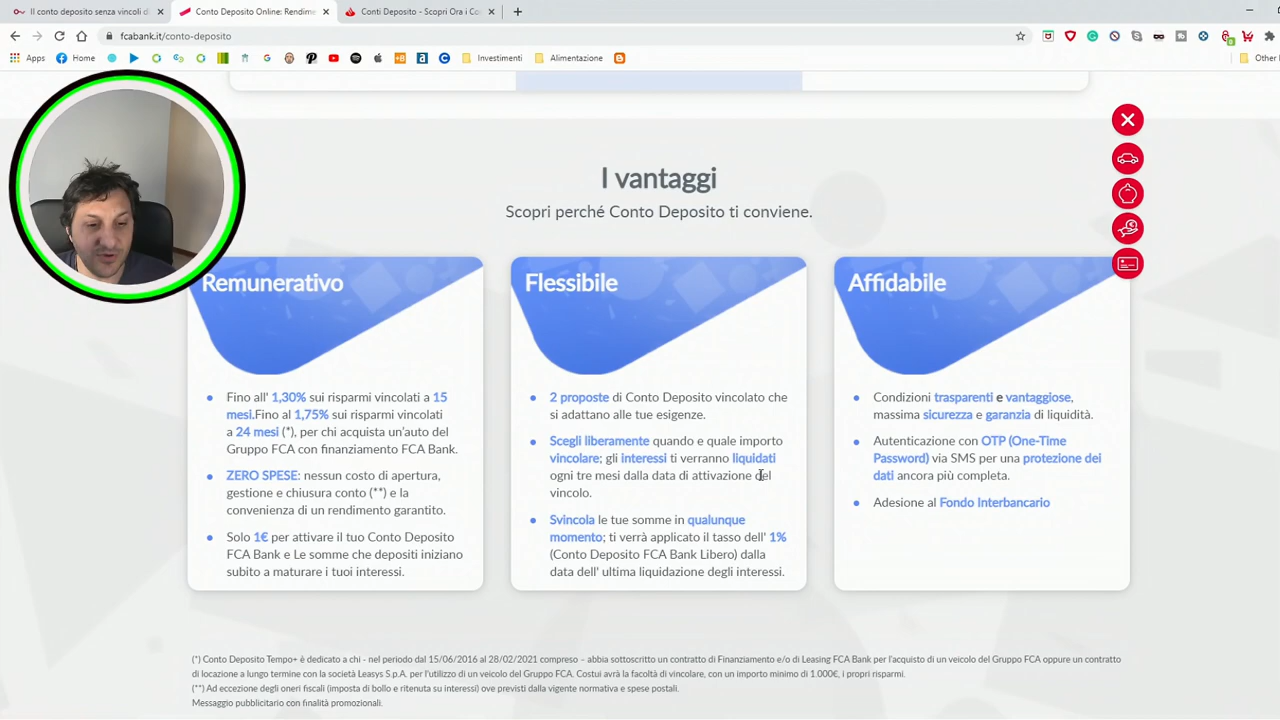 Il conto deposito senza vincoli di
Conto Deposito Online: Rendime
Conti Deposito - Scopri Ora i Co
fcabank.it/conto-deposito
Apps
Home
Investimenti
Alimentazione
Other
I vantaggi
Scopri perché Conto Deposito ti conviene.
Remunerativo
Fino all' 1,30% sui risparmi vincolati a 15
mesi.Fino al 1,75% sui risparmi vincolati
a 24 mesi (*), per chi acquista un'auto del
Gruppo FCA con finanziamento FCA Bank.
ZERO SPESE: nessun costo di apertura,
gestione e chiusura conto (**) e la
convenienza di un rendimento garantito.
Solo 1€ per attivare il tuo Conto Deposito
FCA Bank e Le somme che depositi iniziano
subito a maturare i tuoi interessi.
Flessibile
2 proposte di Conto Deposito vincolato che
si adattano alle tue esigenze.
Scegli liberamente quando e quale importo
vincolare; gli interessi ti verranno liquidati
ogni tre mesi dalla data di attivazione del
vincolo.
Svincola le tue somme in qualunque
momento; ti verrà applicato il tasso dell' 1%
(Conto Deposito FCA Bank Libero) dalla
data dell' ultima liquidazione degli interessi.
Affidabile
Condizioni trasparenti e vantaggiose,
massima sicurezza e garanzia di liquidità.
Autenticazione con OTP (One-Time
Password) via SMS per una protezione dei
dati ancora più completa.
Adesione al Fondo Interbancario
(*) Conto Deposito Tempo+ è dedicato a chi - nel periodo dal 15/06/2016 al 28/02/2021 compreso - abbia sottoscritto un contratto di Finanziamento e/o di Leasing FCA Bank per l'acquisto di un veicolo del Gruppo FCA oppure un contratto
di locazione a lungo termine con la società Leasys S.p.A. per l'utilizzo di un veicolo del Gruppo FCA. Costui avrà la facoltà di vincolare, con un importo minimo di 1.000€, i propri risparmi.
(**) Ad eccezione degli oneri fiscali (imposta di bollo e ritenuta su interessi) ove previsti dalla vigente normativa e spese postali.
Messaggio pubblicitario con finalità promozionali.